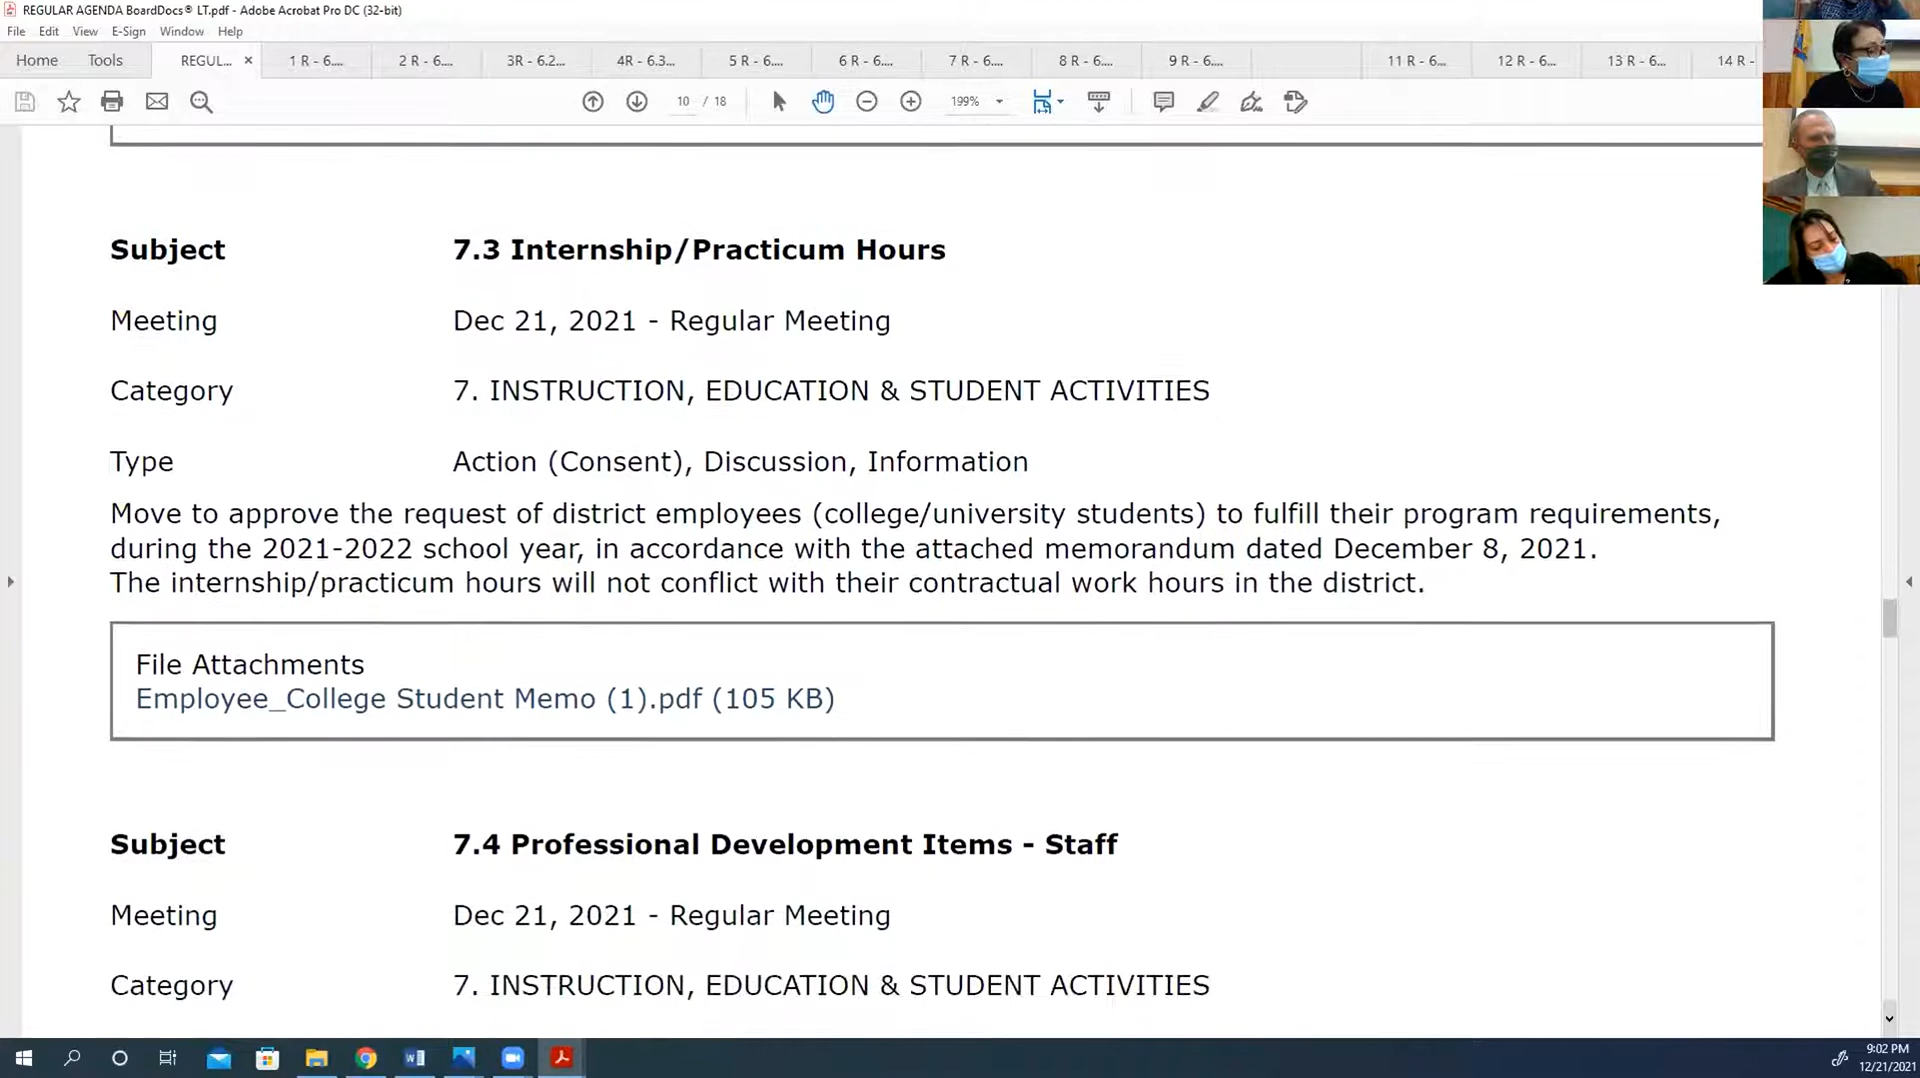 REGULAR AGENDA BoardDocs® LT.pdf - Adobe Acrobat Pro DC (32-bit)
File Edit View E-Sign Window Help
Home Tools REGUL... × 1 R - 6.... 2 R - 6.... 3R - 6.2... 4R - 6.3... 5 R - 6.... 6 R - 6.... 7 R - 6.... 8 R - 6.... 9 R - 6.... 11 R - 6... 12 R - 6... 13 R - 6... 14 R -
10 / 18 199%
Subject 7.3 Internship/Practicum Hours
Meeting Dec 21, 2021 - Regular Meeting
Category 7. INSTRUCTION, EDUCATION & STUDENT ACTIVITIES
Type Action (Consent), Discussion, Information
Move to approve the request of district employees (college/university students) to fulfill their program requirements,
during the 2021-2022 school year, in accordance with the attached memorandum dated December 8, 2021.
The internship/practicum hours will not conflict with their contractual work hours in the district.
File Attachments
Employee_College Student Memo (1).pdf (105 KB)
Subject 7.4 Professional Development Items - Staff
Meeting Dec 21, 2021 - Regular Meeting
Category 7. INSTRUCTION, EDUCATION & STUDENT ACTIVITIES
9:02 PM
12/21/2021